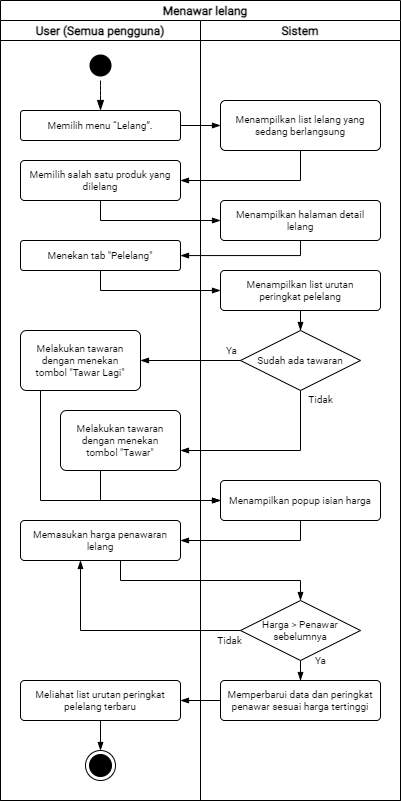 Menawar lelang
User (Semua pengguna)
Sistem
Memilih menu "Lelang".
Menampilkan list lelang yang
sedang berlangsung
Memilih salah satu produk yang
dilelang
Menampilkan halaman detail
lelang
Menekan tab "Pelelang"
Menampilkan list urutan
peringkat pelelang
Sudah ada tawaran
Ya
Tidak
Melakukan tawaran
dengan menekan
tombol "Tawar Lagi"
Melakukan tawaran
dengan menekan
tombol "Tawar"
Menampilkan popup isian harga
Memasukan harga penawaran
lelang
Harga > Penawar
sebelumnya
Tidak
Ya
Memperbarui data dan peringkat
penawar sesuai harga tertinggi
Meliahat list urutan peringkat
pelelang terbaru